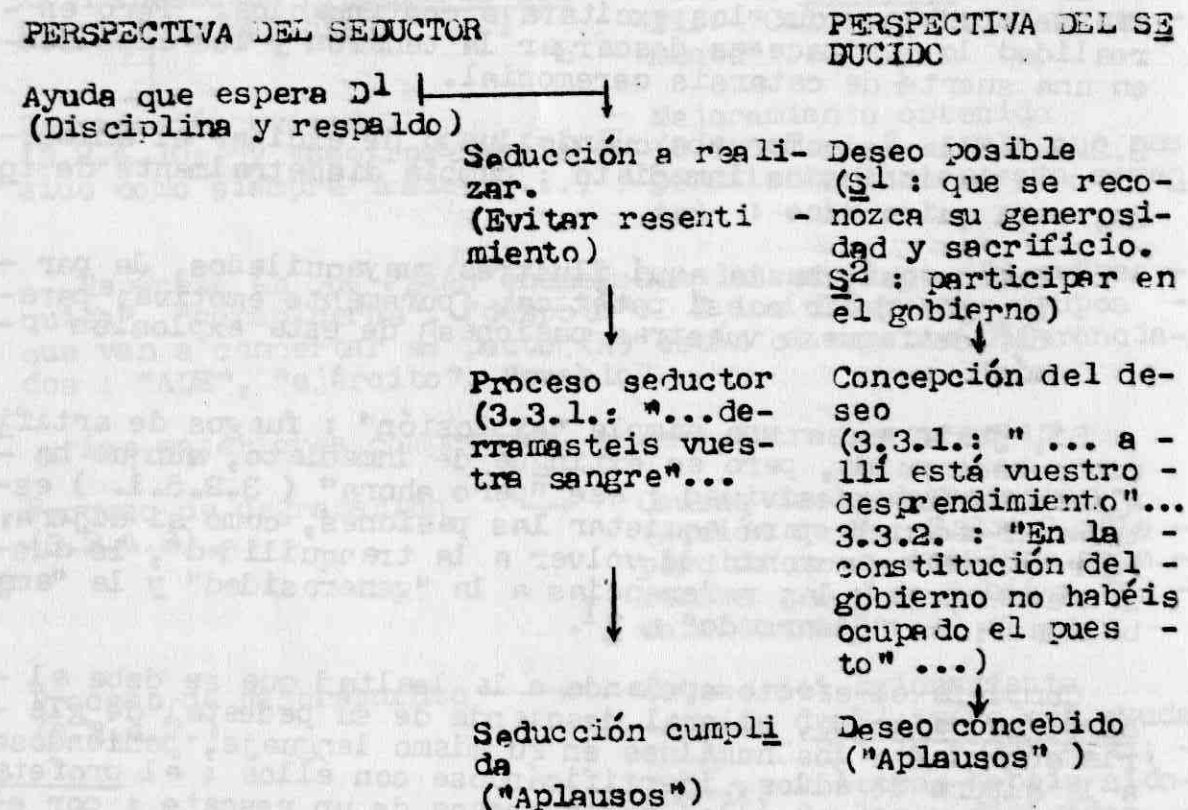 PERSPECTIVA DEL SEDUCTOR
PERSPECTIVA DEL SE
DUCIDO
Ayuda que espera D1
(Disciplina y respaldo)
Seducción a reali-
zar.
(Evitar resenti -
miento)
Deseo posible
(S1 : que se reco-
nozca su generosi-
dad y sacrificio.
S2 : participar en
el gobierno)
Proceso seductor
(3.3.1.: "...de-
rramasteis vues-
tra sangre"...
Concepción del de-
seo
(3.3.1.: " ... a -
llí está vuestro -
desprendimiento"...
3.3.2. : "En la -
constitución del -
gobierno no habéis
ocupado el pues -
to" ...)
Seducción cumpli
da
("Aplausos")
Deseo concebido
("Aplausos" )